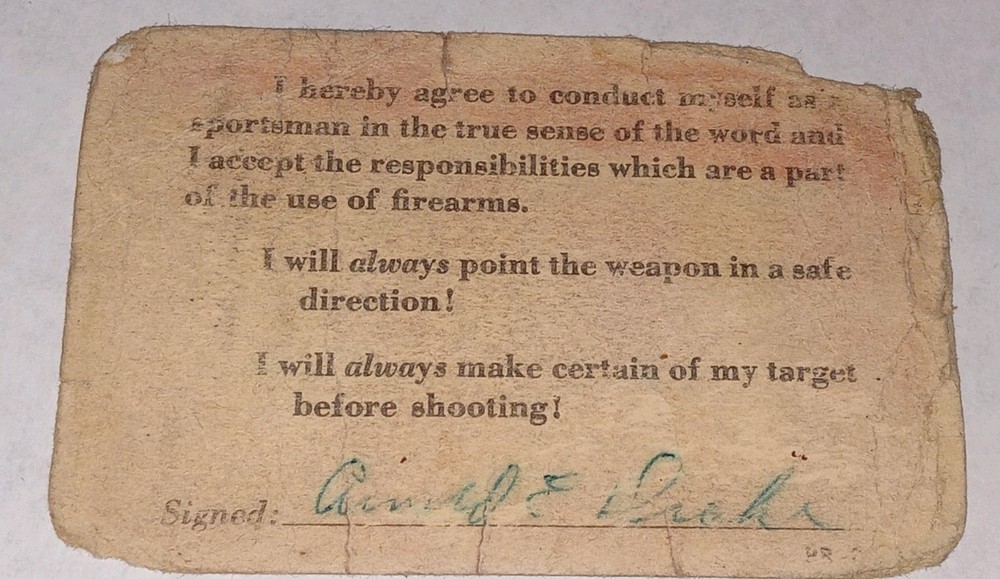 I hereby agree to conduct myself as a
sportsman in the true sense of the word and
I accept the responsibilities which are a part
of the use of firearms.
I will always point the weapon in a safe
direction!
I will always make certain of my target
before shooting!
Signed: Arnold E